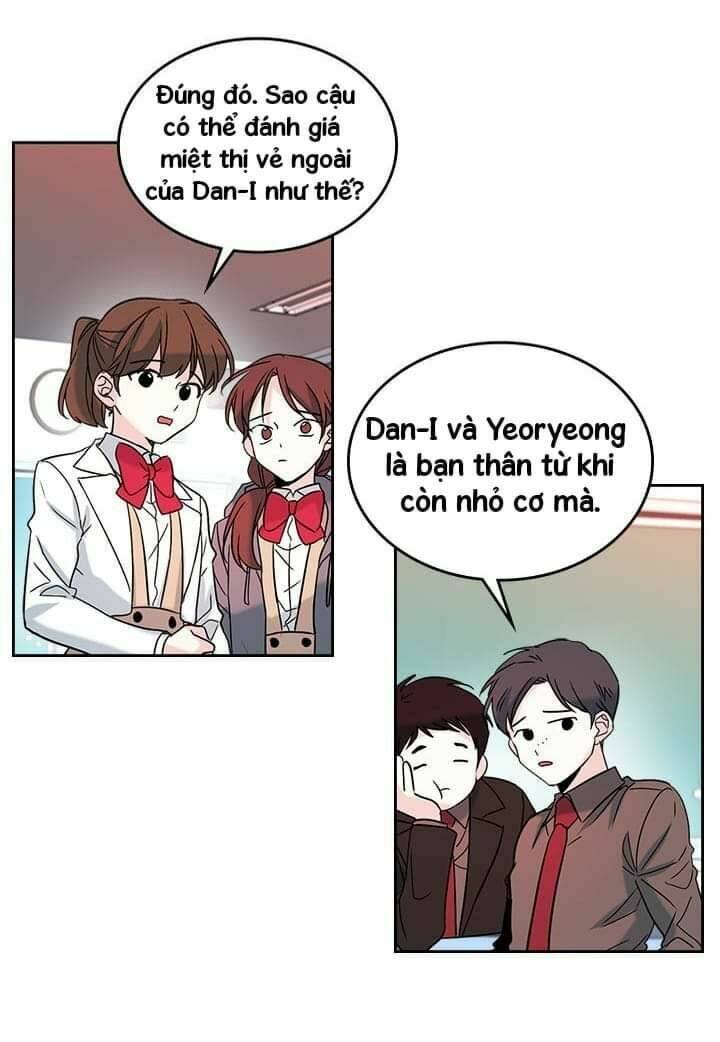 Đúng đó. Sao cậu
có thể đánh giá
miệt thị vẻ ngoài
của Dan-I như thế?
Dan-I và Yeoryeong
là bạn thân từ khi
còn nhỏ cơ mà.